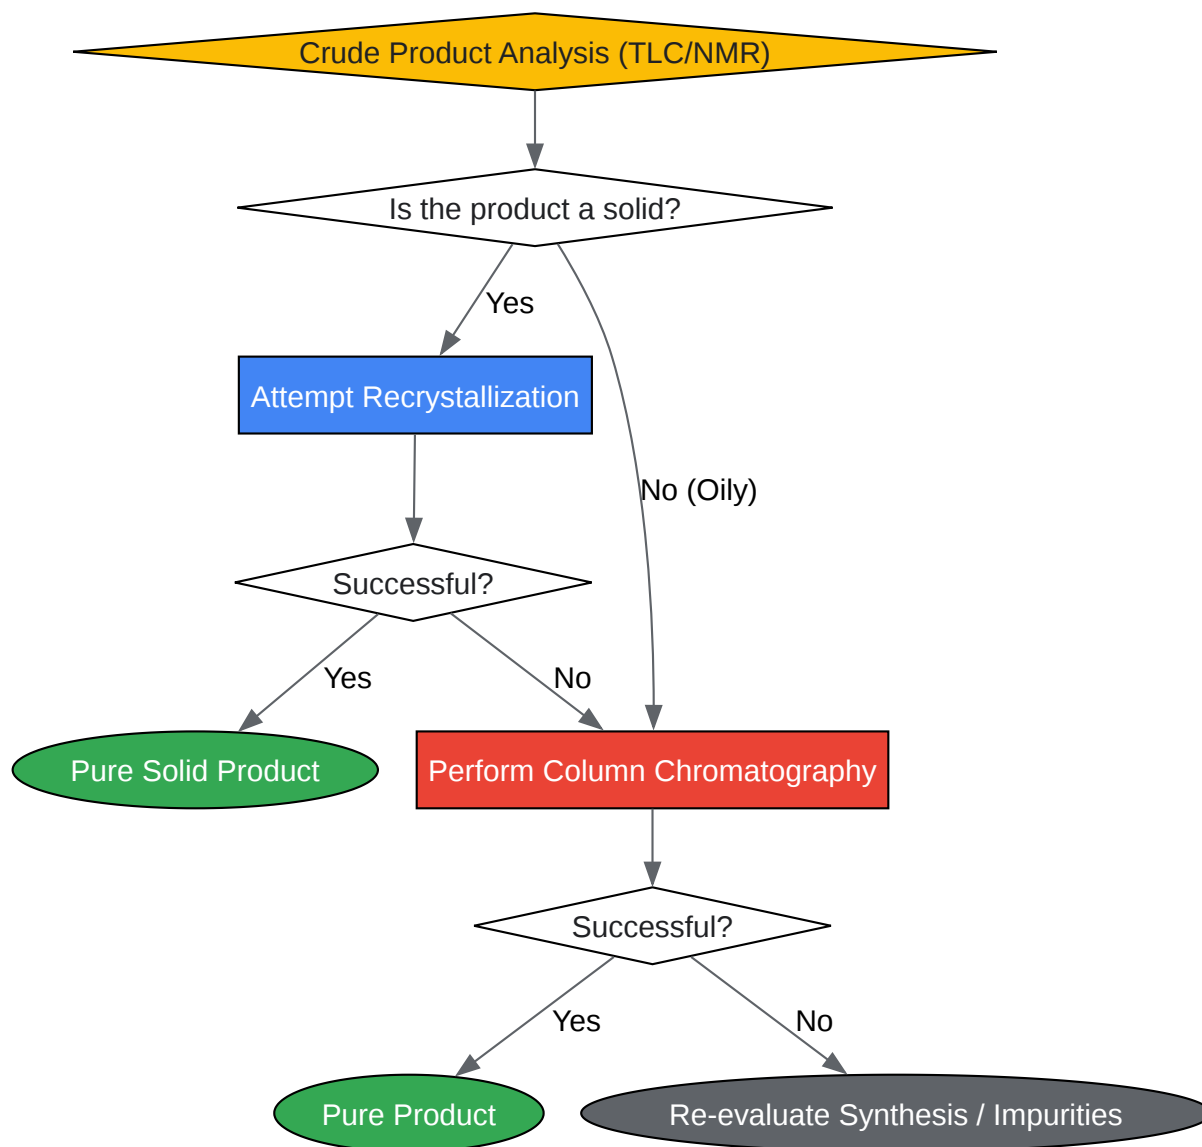 Crude Product Analysis (TLC/NMR)
Is the product a solid?
Yes
Attempt Recrystallization
No (Oily)
Successful?
Yes
No
Pure Solid Product
Perform Column Chromatography
Successful?
Yes
No
Pure Product
Re-evaluate Synthesis / Impurities